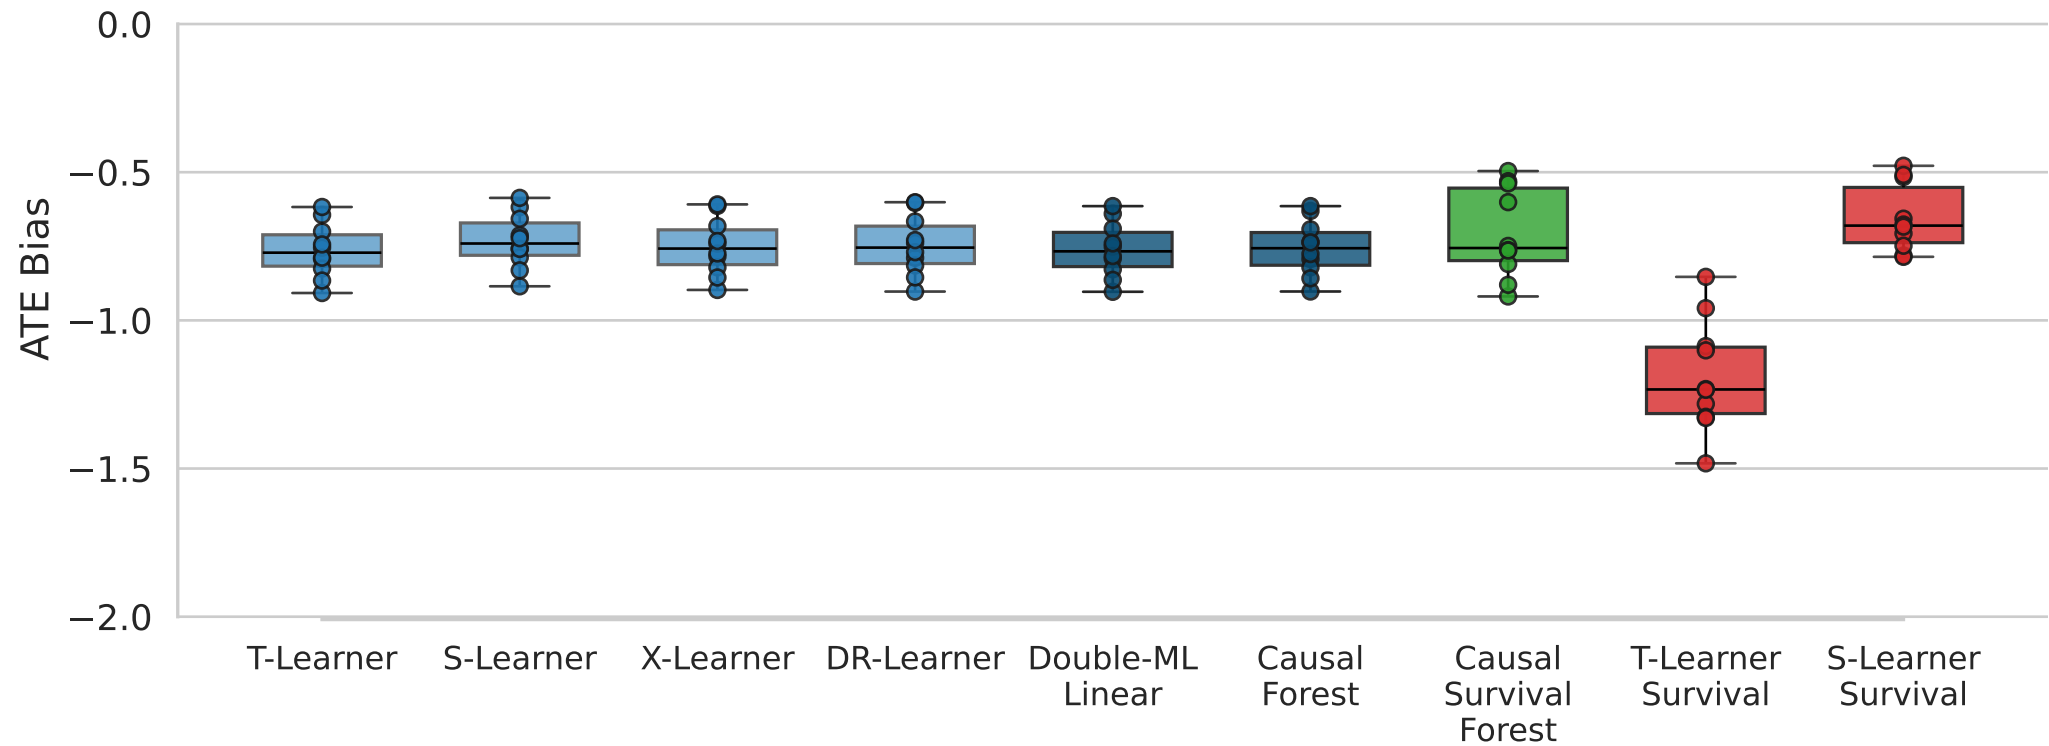 ATE Bias
0.0
−0.5
−1.0
−1.5
−2.0
T-Learner
S-Learner
X-Learner
DR-Learner
Double-ML
Linear
Causal
Forest
Causal
Survival
Forest
T-Learner
Survival
S-Learner
Survival